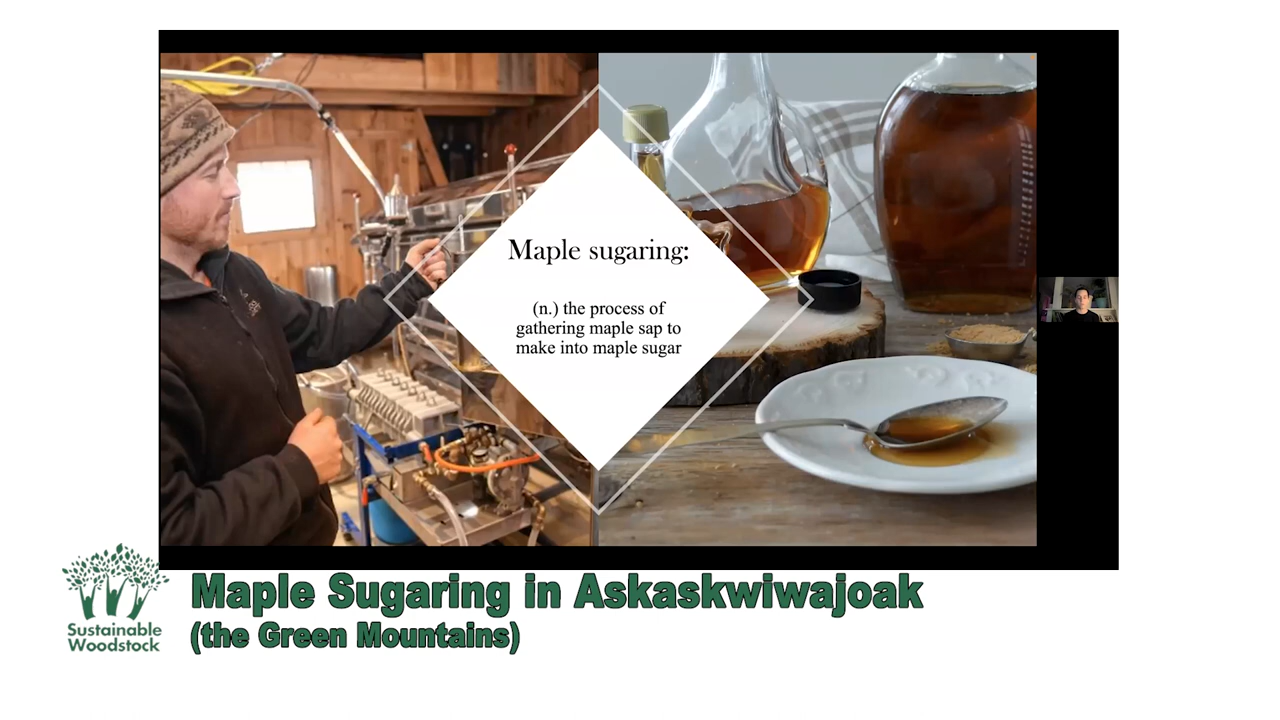 Maple sugaring:
(n.) the process of
gathering maple sap to
make into maple sugar
Maple Sugaring in Askaskwiwajoak
(the Green Mountains)
Sustainable
Woodstock